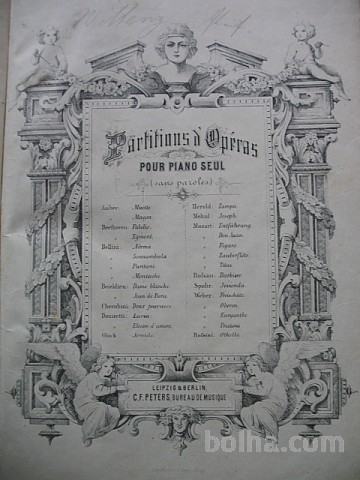 Partitions d'Opéras
POUR PIANO SEUL
(sans paroles)
Auber: Muette Herold: Zampa
" Maçon Mehul: Joseph
Beethoven: Fidelio Mozart: Entführung
" Egmont " Don Juan
Bellini: Norma " Figaro
" Sonnambula " Zauberflöte
" Puritani " Titus
" Montecchi Rossini: Barbier
Boieldieu: Dame blanche Spohr: Jessonda
" Jean de Paris Weber: Freischütz
Cherubini: Deux journées " Oberon
Donizetti: Lucia " Euryanthe
" Elisire d'amore " Preciosa
Gluck: Armide Rossini: Othello
LEIPZIG & BERLIN
C.F. PETERS, BUREAU DE MUSIQUE
bolha.com